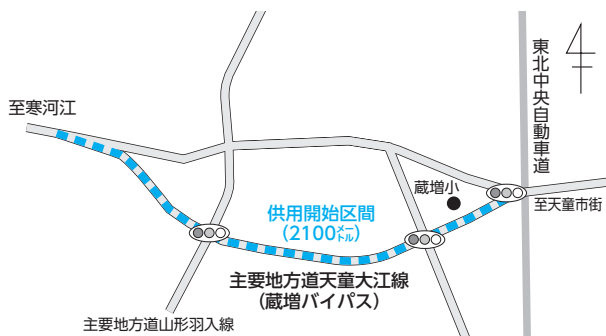 東北中央自動車道
至寒河江
蔵増小
至天童市街
供用開始区間
(2100㍍)
主要地方道天童大江線
(蔵増バイパス)
主要地方道山形羽入線